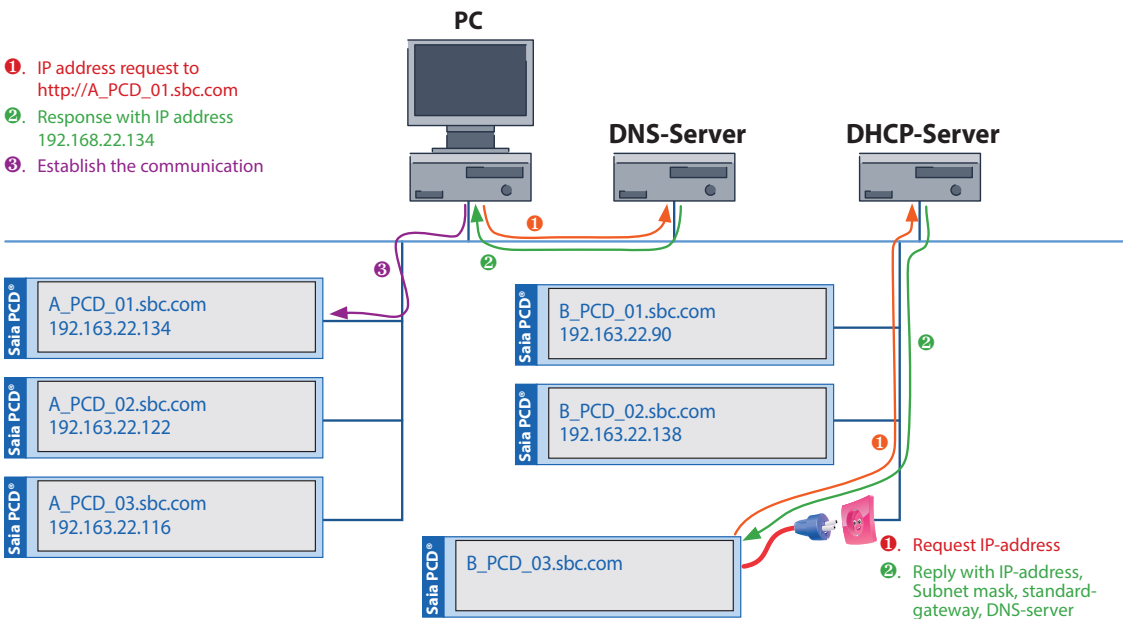 PC
❶. IP address request to
http://A_PCD_01.sbc.com
❷. Response with IP address
192.168.22.134
❸. Establish the communication
DNS-Server
DHCP-Server
❶
❷
❸
Saia PCD®
A_PCD_01.sbc.com
192.163.22.134
Saia PCD®
A_PCD_02.sbc.com
192.163.22.122
Saia PCD®
A_PCD_03.sbc.com
192.163.22.116
Saia PCD®
B_PCD_01.sbc.com
192.163.22.90
Saia PCD®
B_PCD_02.sbc.com
192.163.22.138
❷
❶
Saia PCD®
B_PCD_03.sbc.com
❶. Request IP-address
❷. Reply with IP-address,
Subnet mask, standard-
gateway, DNS-server